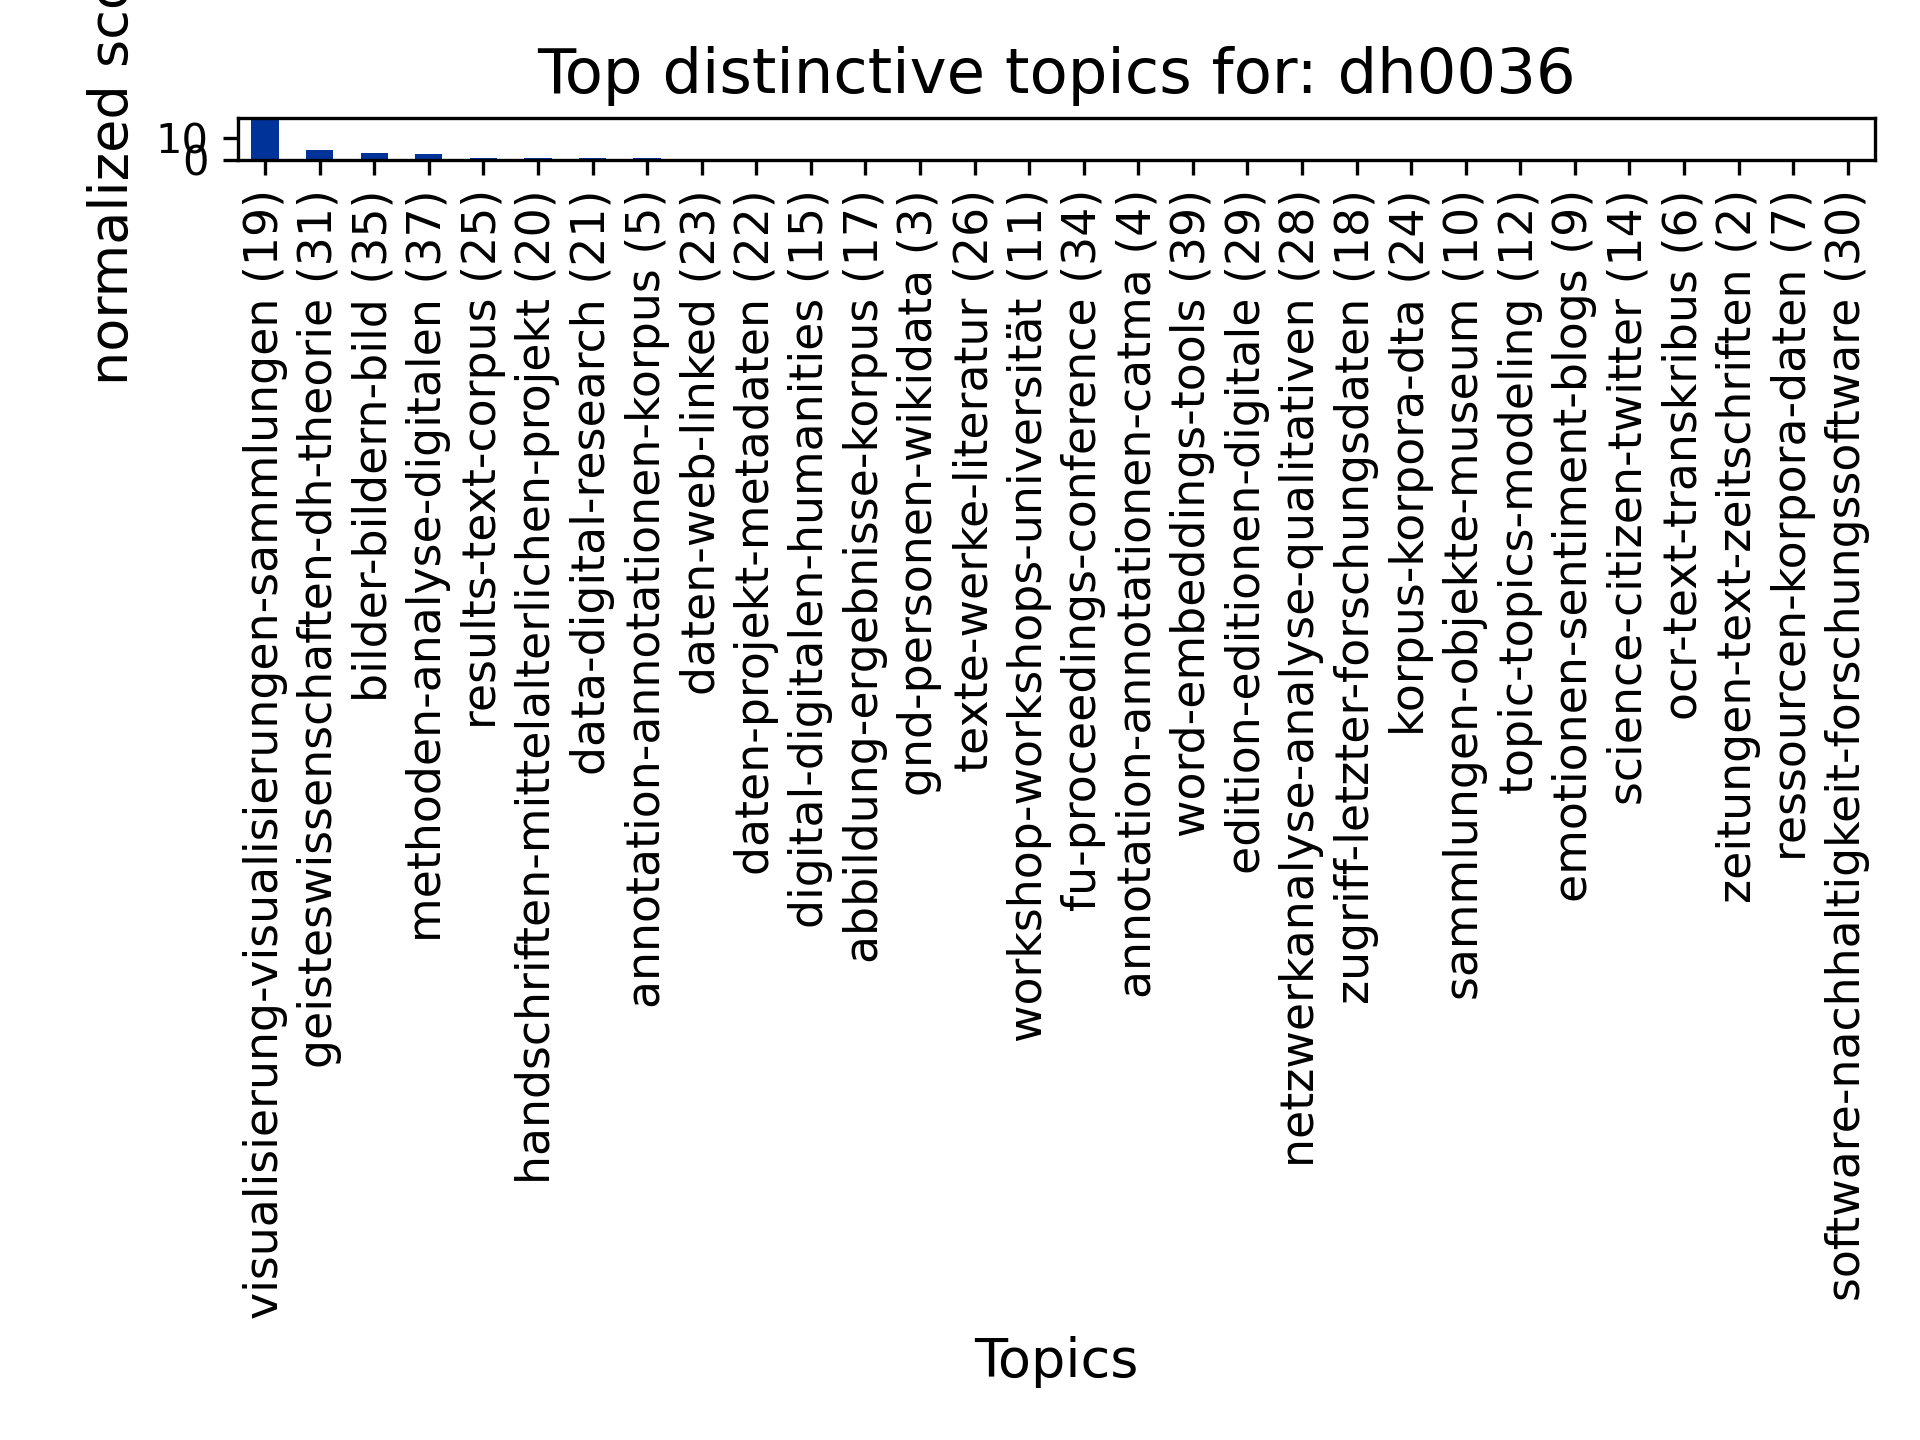 Top distinctive topics for: dh0036
normalized
10
0
visualisierung-visualisierungen-sammlungen (19)
geisteswissenschaften-dh-theorie (31)
bilder-bildern-bild (35)
methoden-analyse-digitalen (37)
results-text-corpus (25)
handschriften-mittelalterlichen-projekt (20)
data-digital-research (21)
annotation-annotationen-korpus (5)
daten-web-linked (23)
daten-projekt-metadaten (22)
digital-digitalen-humanities (15)
abbildung-ergebnisse-korpus (17)
gnd-personen-wikidata (3)
texte-werke-literatur (26)
workshop-workshops-universität (11)
fu-proceedings-conference (34)
annotation-annotationen-catma (4)
word-embeddings-tools (39)
edition-editionen-digitale (29)
netzwerkanalyse-analyse-qualitativen (28)
zugriff-letzter-forschungsdaten (18)
korpus-korpora-dta (24)
sammlungen-objekte-museum (10)
topic-topics-modeling (12)
emotionen-sentiment-blogs (9)
science-citizen-twitter (14)
ocr-text-transkribus (6)
zeitungen-text-zeitschriften (2)
ressourcen-korpora-daten (7)
software-nachhaltigkeit-forschungssoftware (30)
Topics